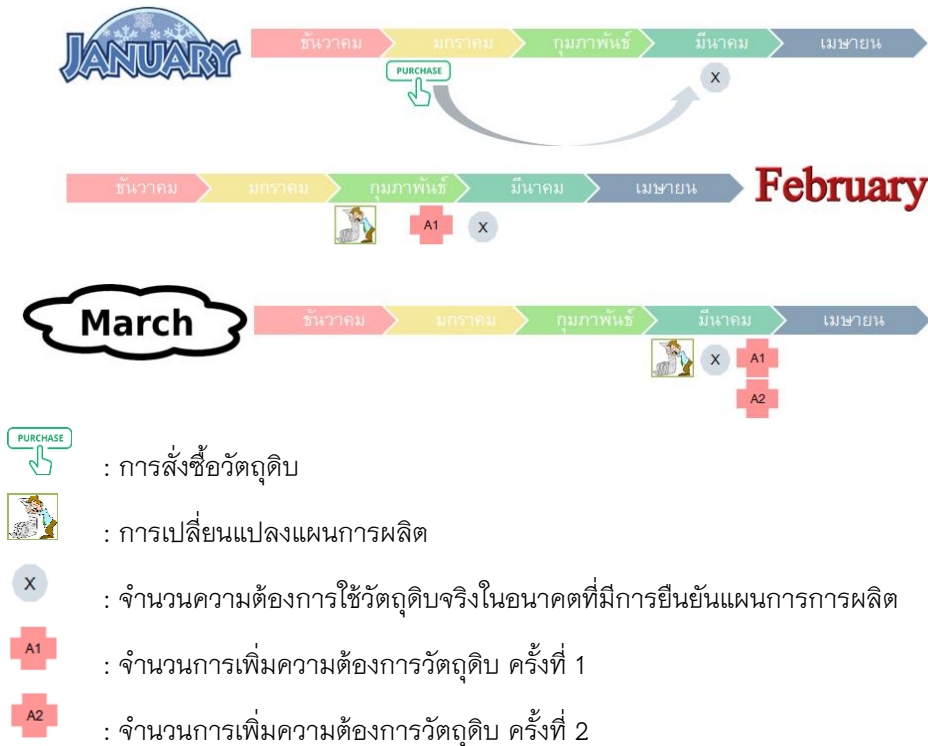 JANUARY
ธันวาคม มกราคม กุมภาพันธ์ มีนาคม เมษายน
PURCHASE
X
ธันวาคม มกราคม กุมภาพันธ์ มีนาคม เมษายน February
A1 X
March ธันวาคม มกราคม กุมภาพันธ์ มีนาคม เมษายน
X A1
A2
PURCHASE : การสั่งซื้อวัตถุดิบ
: การเปลี่ยนแปลงแผนการผลิต
X : จำนวนความต้องการใช้วัตถุดิบจริงในอนาคตที่มีการยืนยันแผนการการผลิต
A1 : จำนวนการเพิ่มความต้องการวัตถุดิบ ครั้งที่ 1
A2 : จำนวนการเพิ่มความต้องการวัตถุดิบ ครั้งที่ 2